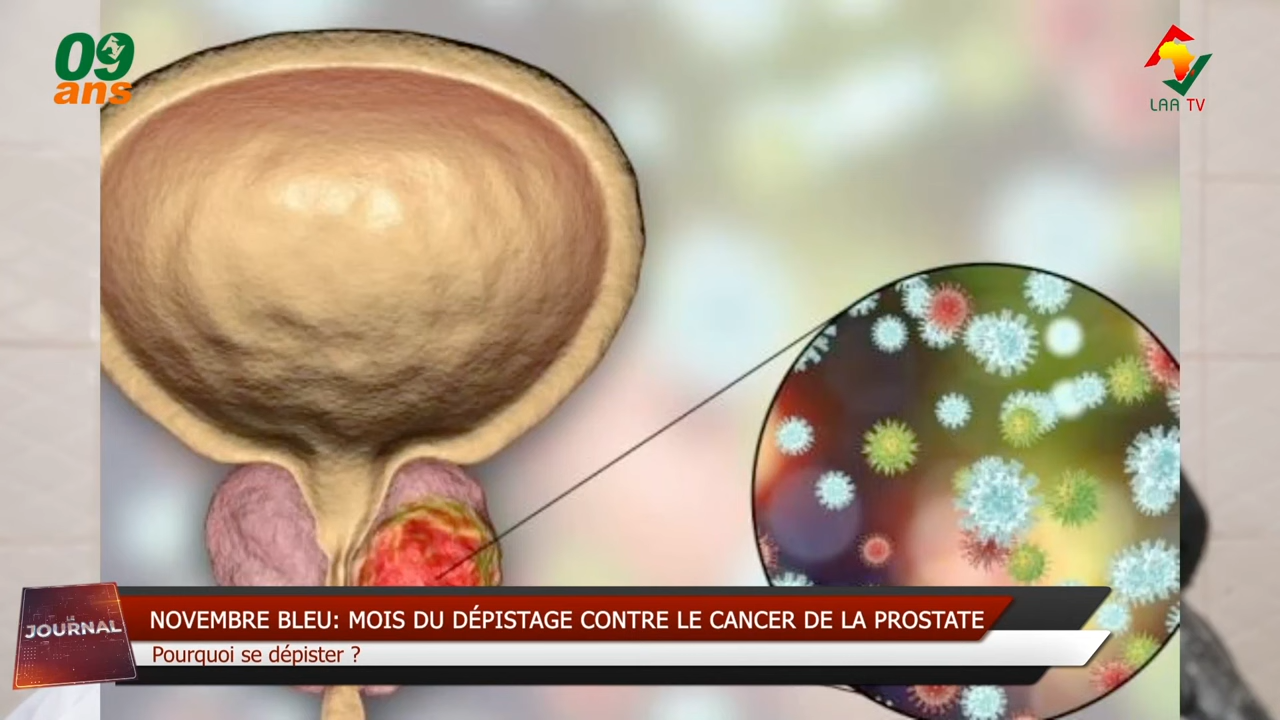 09
ans
LAA TV
LE
JOURNAL
NOVEMBRE BLEU: MOIS DU DÉPISTAGE CONTRE LE CANCER DE LA PROSTATE
Pourquoi se dépister ?